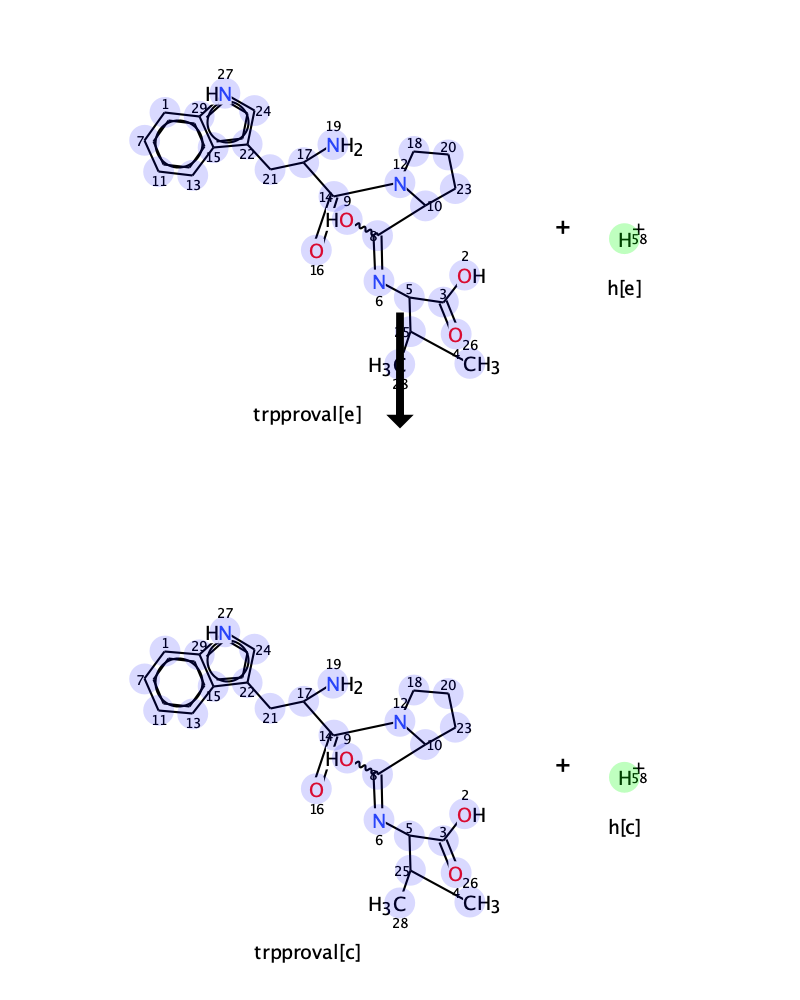 27
HN
1
29
24
19
NH2
7
15
22
17
12
18
20
11
13
21
14
9
N
10
23
HO
8
+
H+
58
O
16
2
OH
h[e]
N
6
5
3
25
O
26
4
H3C
CH3
28
trpproval[e]
27
HN
1
29
24
19
NH2
7
15
22
17
12
18
20
11
13
21
14
9
N
10
23
HO
8
+
H+
58
O
16
2
OH
h[c]
N
6
5
3
25
O
26
4
H3C
CH3
28
trpproval[c]